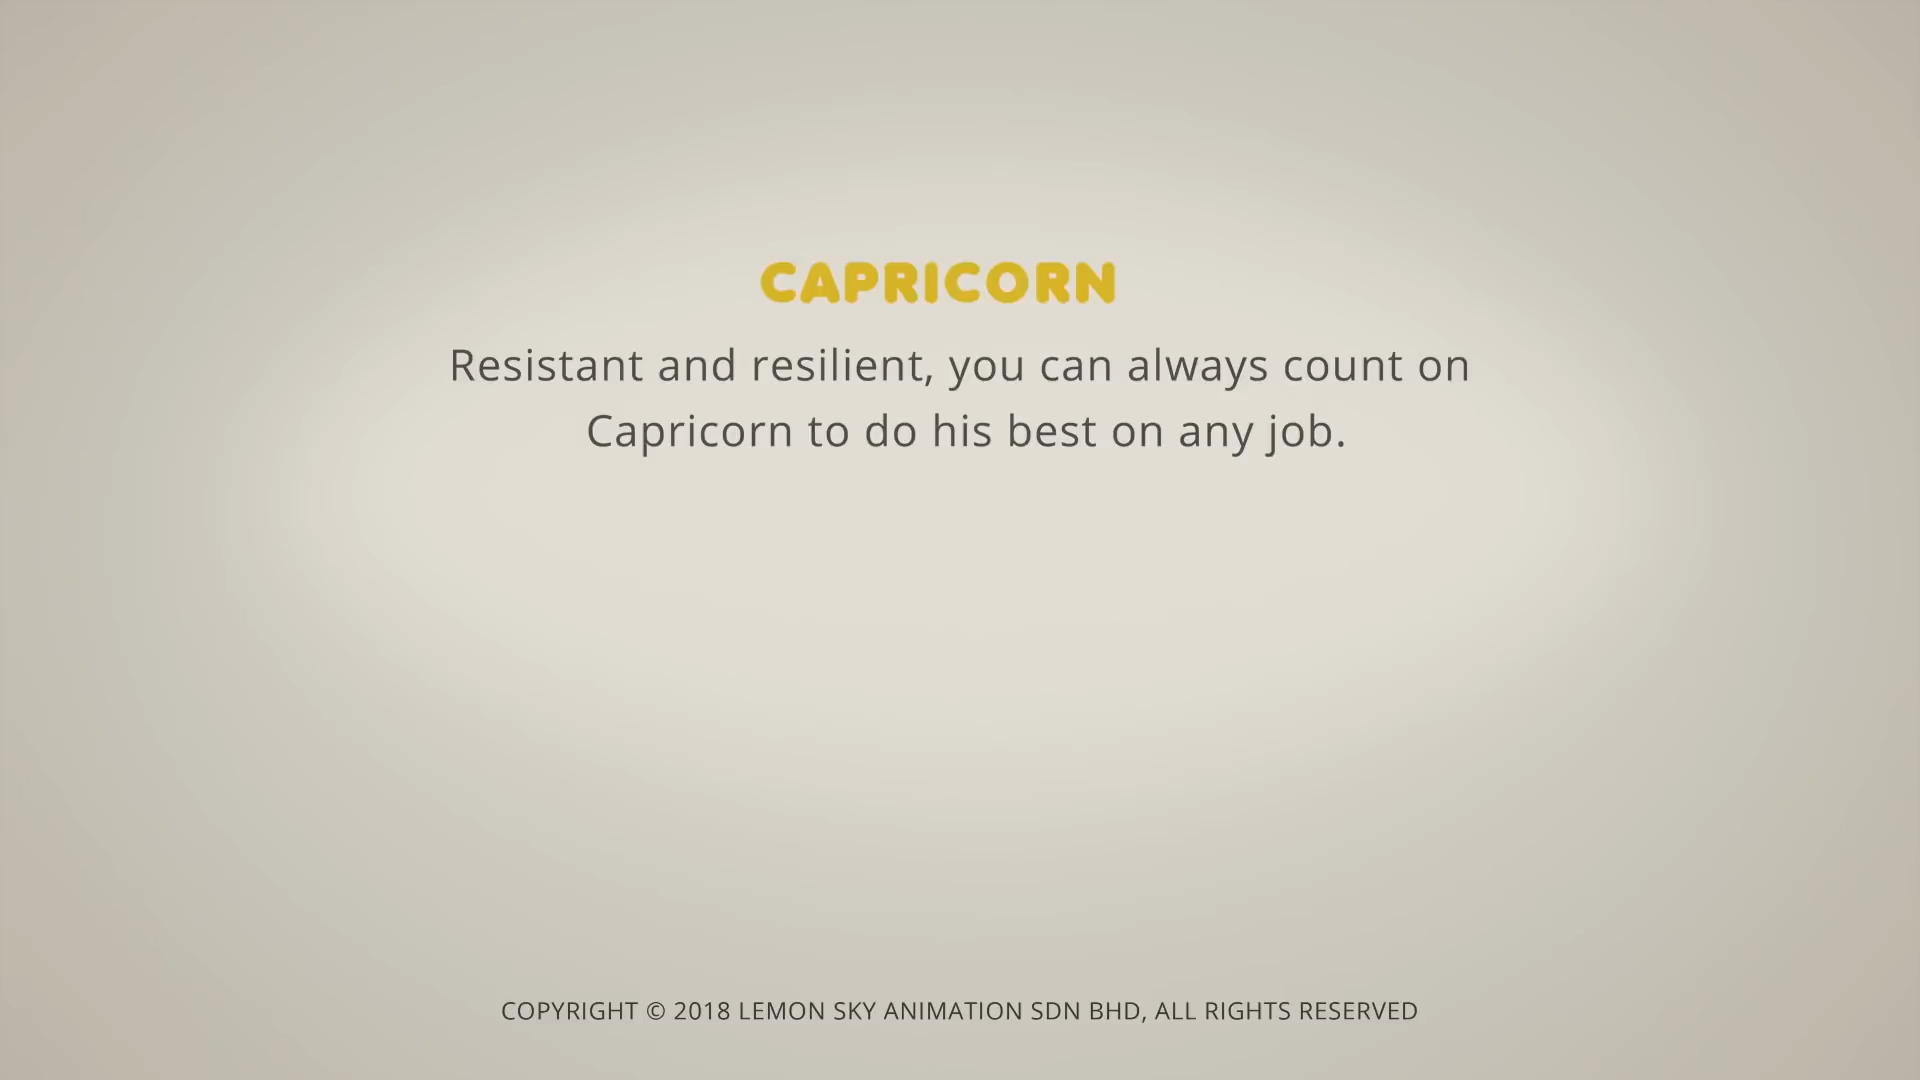 CAPRICORN
Resistant and resilient, you can always count on
Capricorn to do his best on any job.
COPYRIGHT © 2018 LEMON SKY ANIMATION SDN BHD, ALL RIGHTS RESERVED